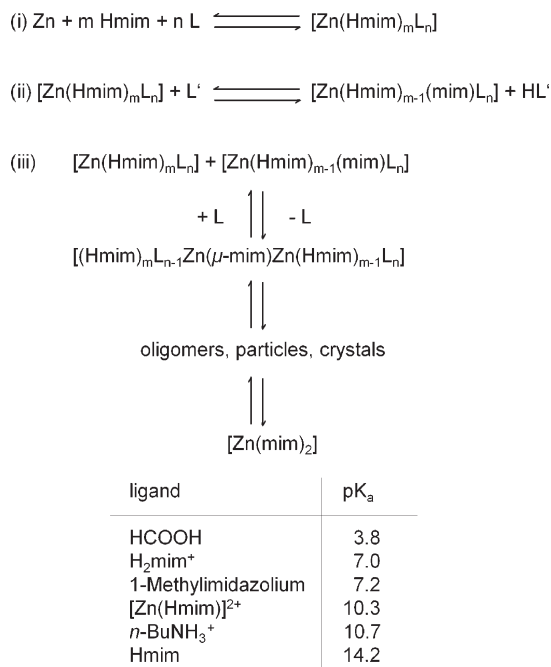 (i) Zn + m Hmim + n L ⇌ [Zn(Hmim)ₘLₙ]
(ii) [Zn(Hmim)ₘLₙ] + L‘ ⇌ [Zn(Hmim)ₘ₋₁(mim)Lₙ] + HL‘
(iii) [Zn(Hmim)ₘLₙ] + [Zn(Hmim)ₘ₋₁(mim)Lₙ]
+ L - L
[(Hmim)ₘLₙ₋₁Zn(μ-mim)Zn(Hmim)ₘ₋₁Lₙ]
oligomers, particles, crystals
[Zn(mim)₂]
ligand pKₐ
HCOOH 3.8
H₂mim⁺ 7.0
1-Methylimidazolium 7.2
[Zn(Hmim)]²⁺ 10.3
n-BuNH₃⁺ 10.7
Hmim 14.2